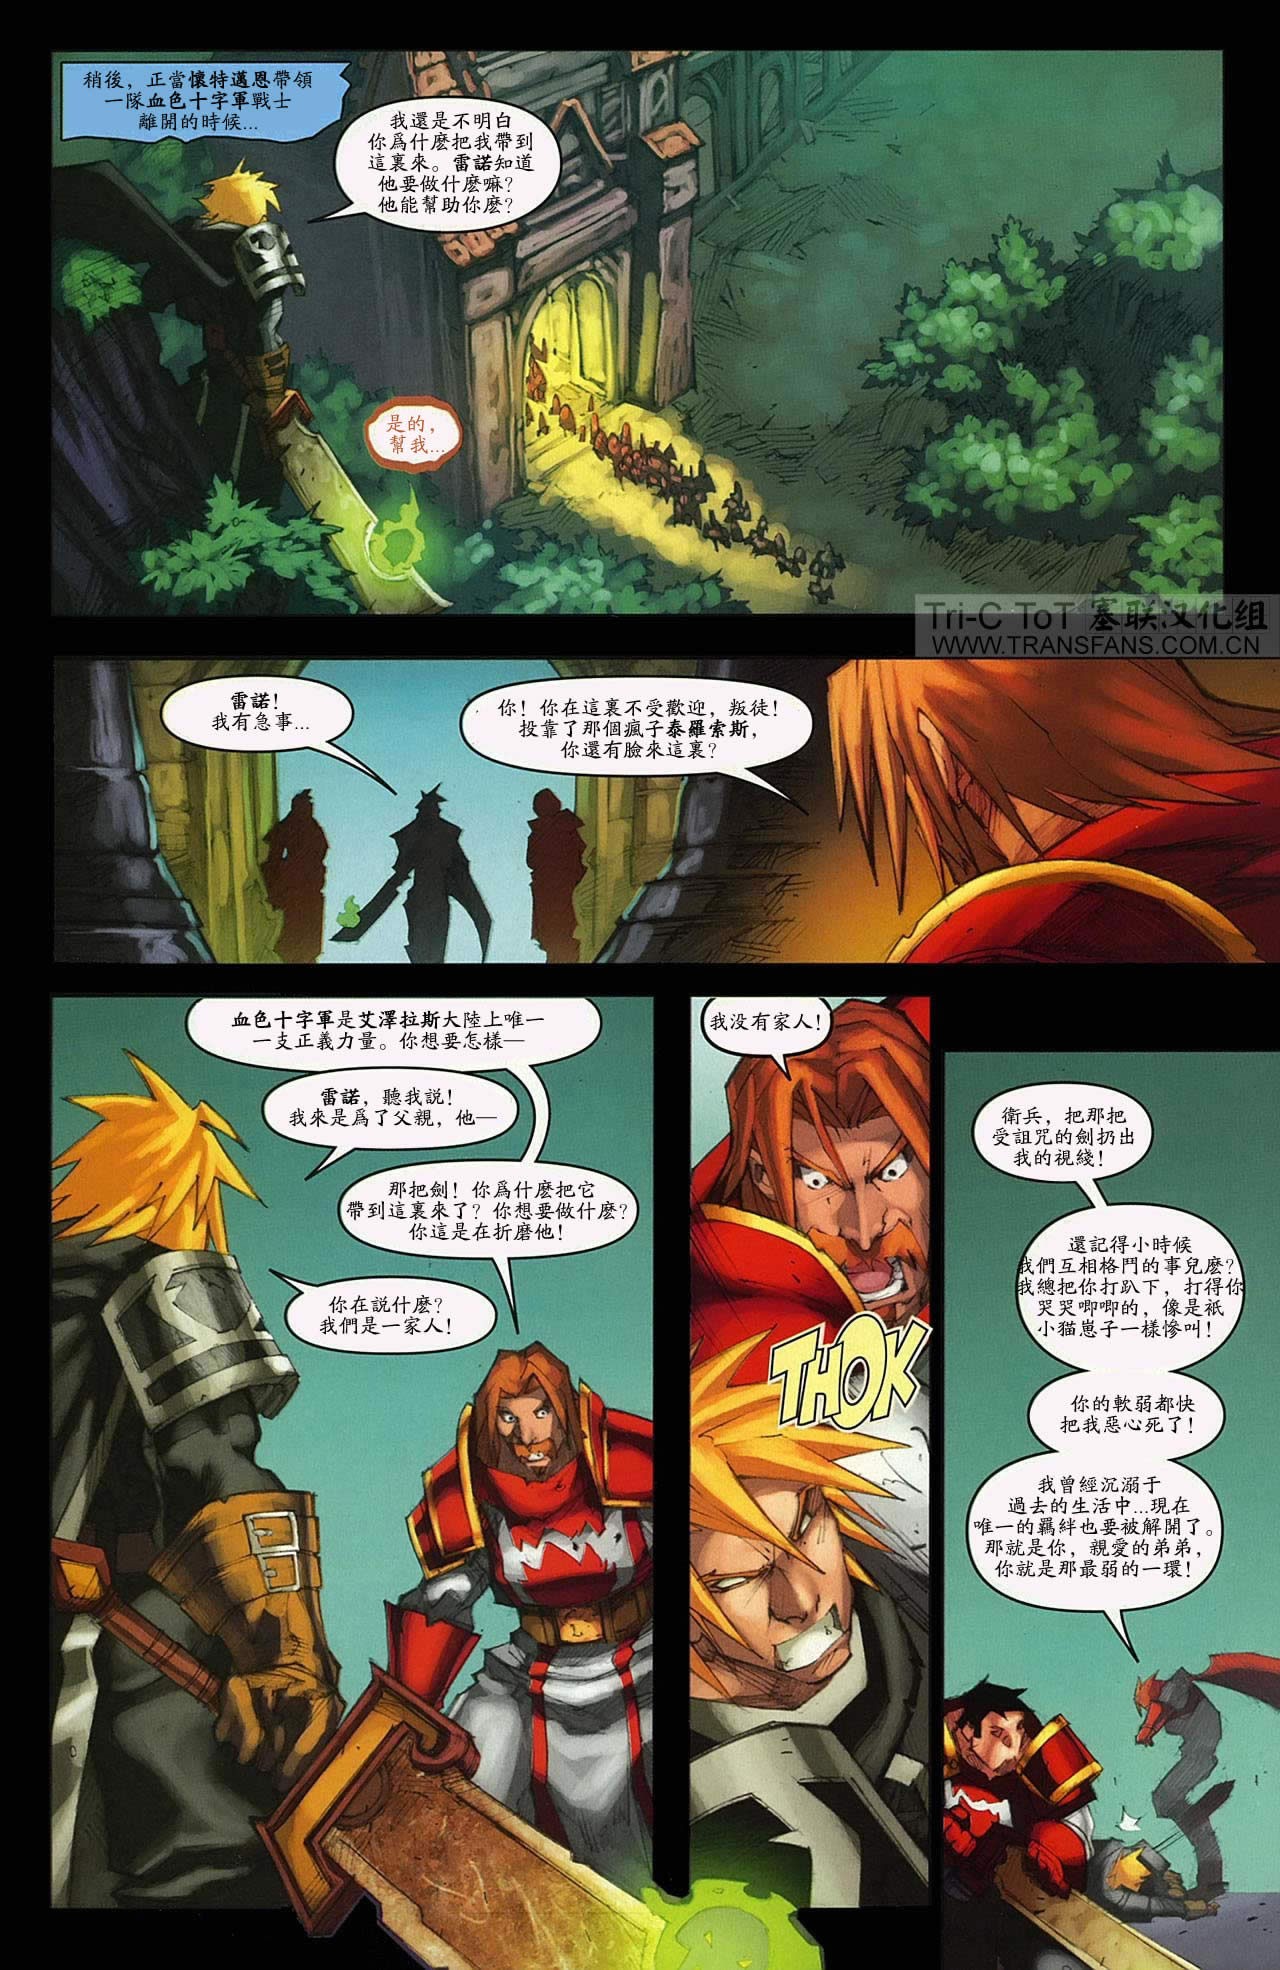 稍後，正當懷特邁恩帶領
一隊血色十字軍戰士
離開的時候...
我還是不明白
你爲什麼把我帶到
這裏來。雷諾知道
他要做什麼嘛？
他能幫助你麼？
是的，
幫我...
Tri-C ToT 塞联汉化组
WWW.TRANSFANS.COM.CN
雷諾！
我有急事...
你！你在這裏不受歡迎，叛徒！
投靠了那個瘋子泰羅索斯，
你還有臉來這裏？
血色十字軍是艾澤拉斯大陸上唯一
一支正義力量。你想要怎樣—
雷諾，聽我說！
我來是爲了父親，他—
那把劍！你爲什麼把它
帶到這裏來了？你想要做什麼？
你這是在折磨他！
你在說什麼？
我們是一家人！
我没有家人！
THOK
衛兵，把那把
受詛咒的劍扔出
我的視綫！
還記得小時候
我們互相格鬥的事兒麼？
我總把你打趴下，打得你
哭哭唧唧的，像是衹
小猫崽子一樣慘叫！
你的軟弱都快
把我惡心死了！
我曾經沉溺于
過去的生活中...現在
唯一的羈絆也要被解開了。
那就是你，親愛的弟弟，
你就是那最弱的一環！